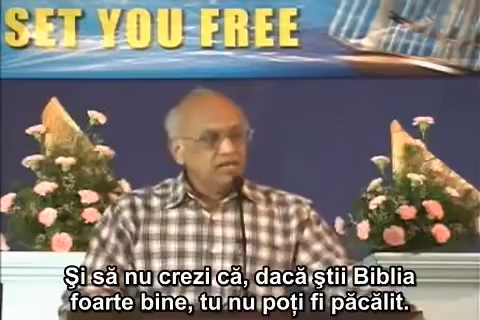 SET YOU FREE
Şi să nu crezi că, dacă ştii Biblia
foarte bine, tu nu poţi fi păcălit.